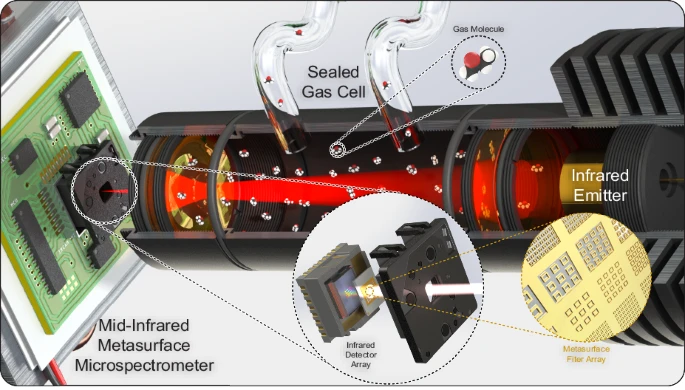 Gas Molecule
Sealed
Gas Cell
Infrared
Emitter
Mid-Infrared
Metasurface
Microspectrometer
Infrared
Detector
Array
Metasurface
Filter Array